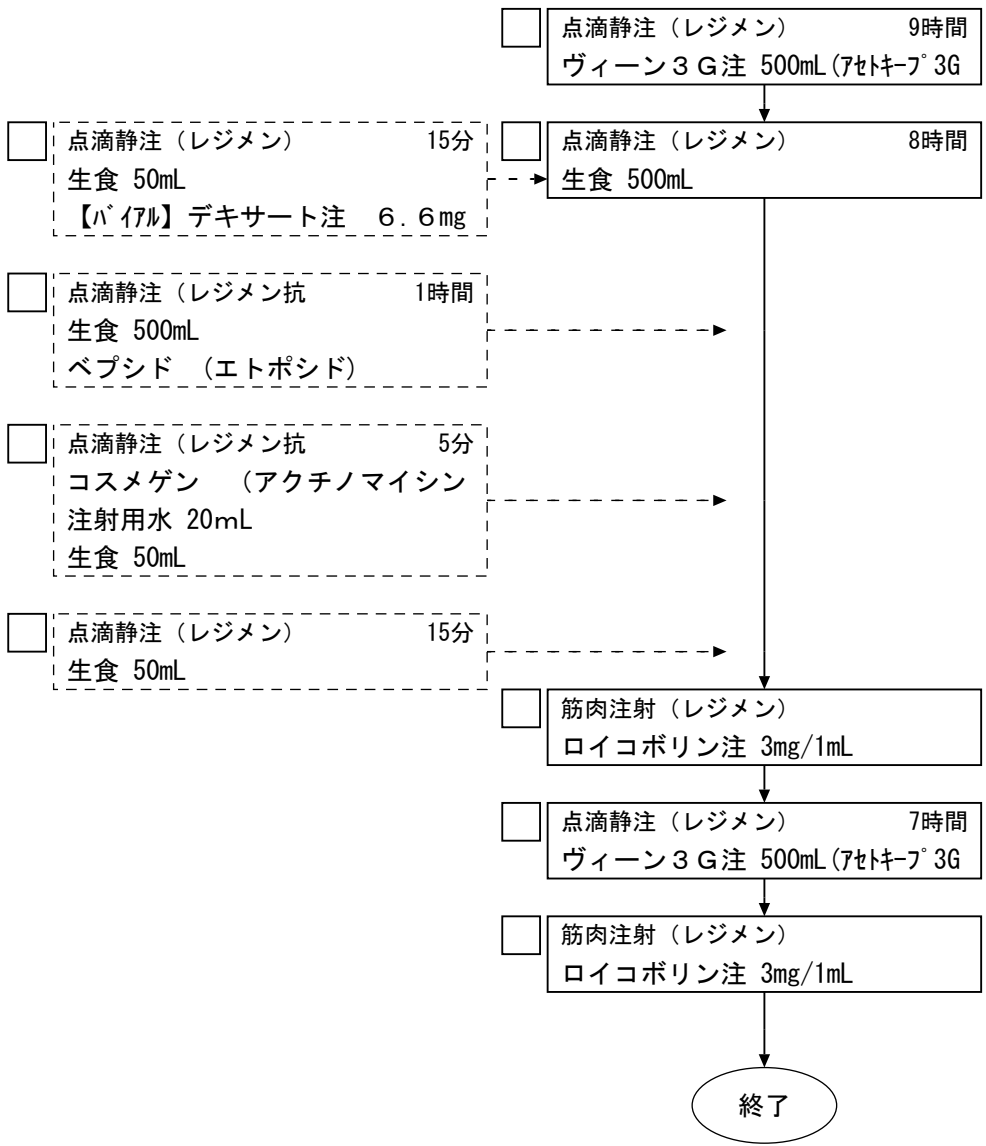 点滴静注（レジメン） 9時間
ヴィーン３Ｇ注 500mL(ｱｾﾄｷｰﾌﾟ3G
点滴静注（レジメン） 15分
生食 50mL
【ﾊﾞｲｱﾙ】デキサート注　６.６mg
点滴静注（レジメン） 8時間
生食 500mL
点滴静注（レジメン抗 1時間
生食 500mL
ベプシド　（エトポシド）
点滴静注（レジメン抗 5分
コスメゲン　（アクチノマイシン
注射用水 20ｍL
生食 50mL
点滴静注（レジメン） 15分
生食 50mL
筋肉注射（レジメン）
ロイコボリン注 3mg/1mL
点滴静注（レジメン） 7時間
ヴィーン３Ｇ注 500mL(ｱｾﾄｷｰﾌﾟ3G
筋肉注射（レジメン）
ロイコボリン注 3mg/1mL
終了